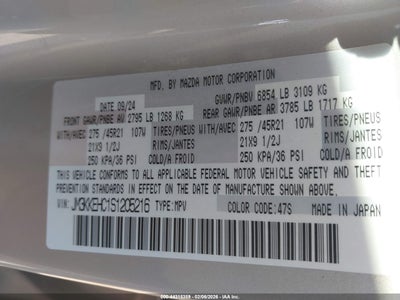 MFD. BY MAZDA MOTOR CORPORATION
DATE 09/24
GVWR/PNBV 6854 LB 3109 KG
FRONT GAWR/PNBE AV 2795 LB 1268 KG
REAR GAWR/PNBE AR 3785 LB 1717 KG
WITH/AVEC 275 /45R21 107W TIRES/PNEUS
WITH/AVEC 275 /45R21 107W TIRES/PNEUS
21X9 1/2J RIMS/JANTES
21X9 1/2J RIMS/JANTES
250 KPA/36 PSI COLD/A FROID
250 KPA/36 PSI COLD/A FROID
THIS VEHICLE CONFORMS TO ALL APPLICABLE FEDERAL MOTOR VEHICLE SAFETY AND THEFT
PREVENTION STANDARDS IN EFFECT ON THE DATE OF MANUFACTURE SHOWN ABOVE.
VIN: JM3KKEHC1S1205216 TYPE: MPV
COLOR CODE: 47S MADE IN JAPAN